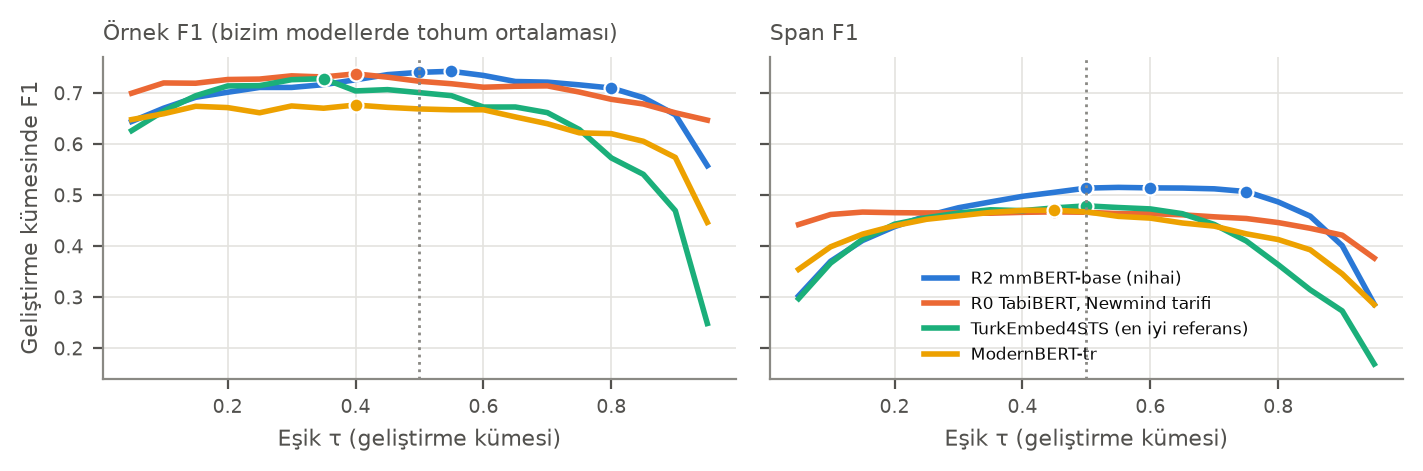 Örnek F1 (bizim modellerde tohum ortalaması)
Geliştirme kümesinde F1
0.7
0.6
0.5
0.4
0.3
0.2
0.2 0.4 0.6 0.8
Eşik τ (geliştirme kümesi)
Span F1
R2 mmBERT-base (nihai)
R0 TabiBERT, Newmind tarifi
TurkEmbed4STS (en iyi referans)
ModernBERT-tr
0.2 0.4 0.6 0.8
Eşik τ (geliştirme kümesi)